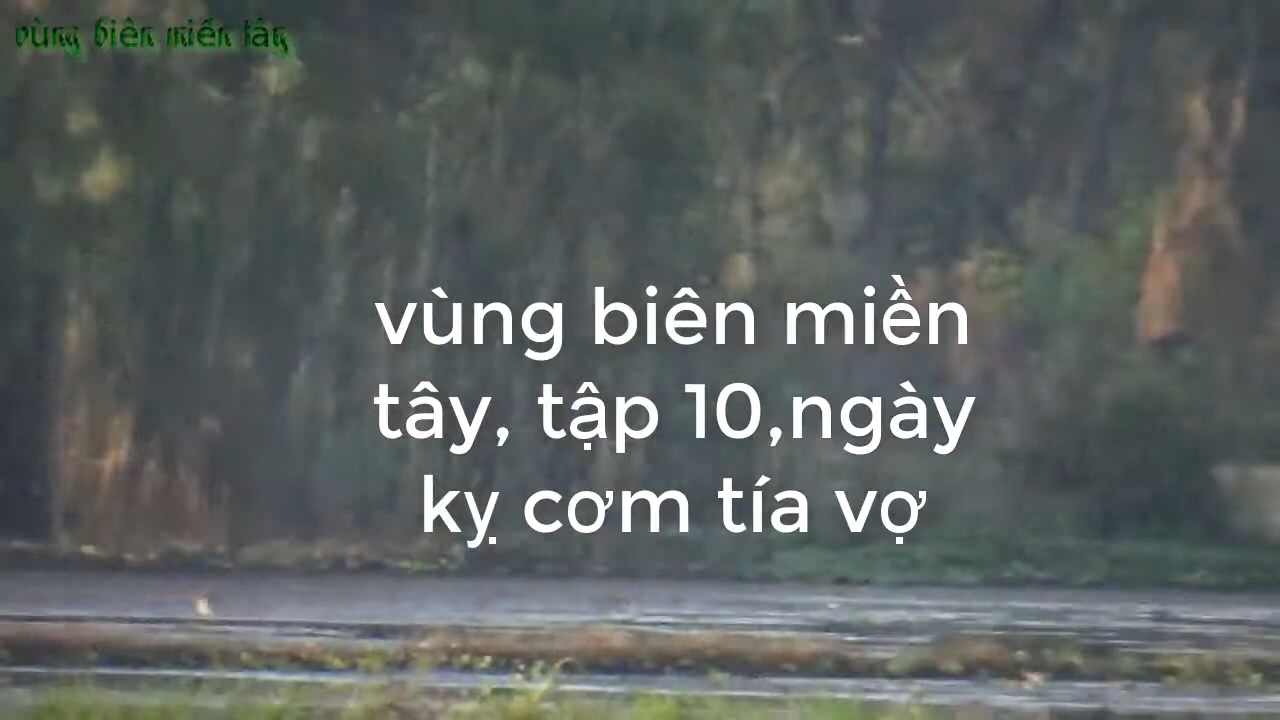 vùng biên miền tây
vùng biên miền
tây, tập 10,ngày
kỵ cơm tía vợ